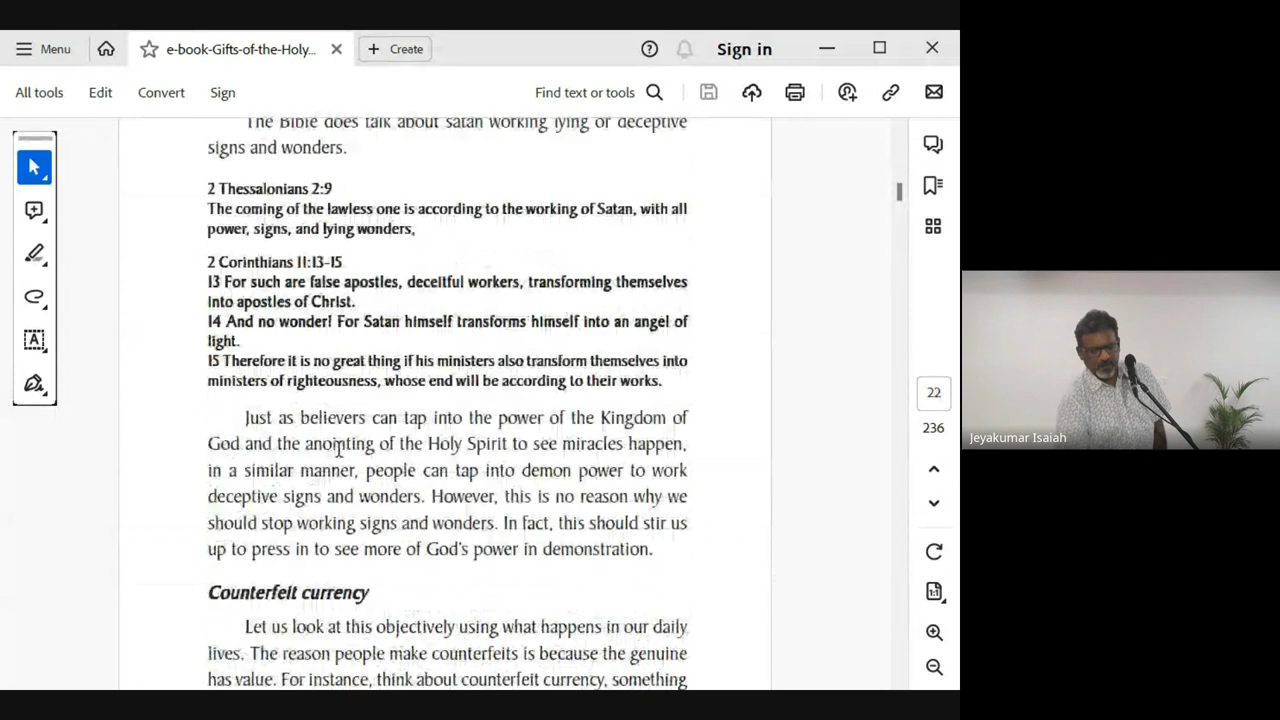 Menu
e-book-Gifts-of-the-Holy...
Create
Sign in
All tools
Edit
Convert
Sign
Find text or tools
The Bible does talk about satan working lying or deceptive
signs and wonders.
2 Thessalonians 2:9
The coming of the lawless one is according to the working of Satan, with all
power, signs, and lying wonders,
2 Corinthians 11:13-15
13 For such are false apostles, deceitful workers, transforming themselves
into apostles of Christ.
14 And no wonder! For Satan himself transforms himself into an angel of
light.
15 Therefore it is no great thing if his ministers also transform themselves into
ministers of righteousness, whose end will be according to their works.
Just as believers can tap into the power of the Kingdom of
God and the anointing of the Holy Spirit to see miracles happen,
in a similar manner, people can tap into demon power to work
deceptive signs and wonders. However, this is no reason why we
should stop working signs and wonders. In fact, this should stir us
up to press in to see more of God's power in demonstration.
Counterfeit currency
Let us look at this objectively using what happens in our daily
lives. The reason people make counterfeits is because the genuine
has value. For instance, think about counterfeit currency, something
22
236
1:1
Jeyakumar Isaiah